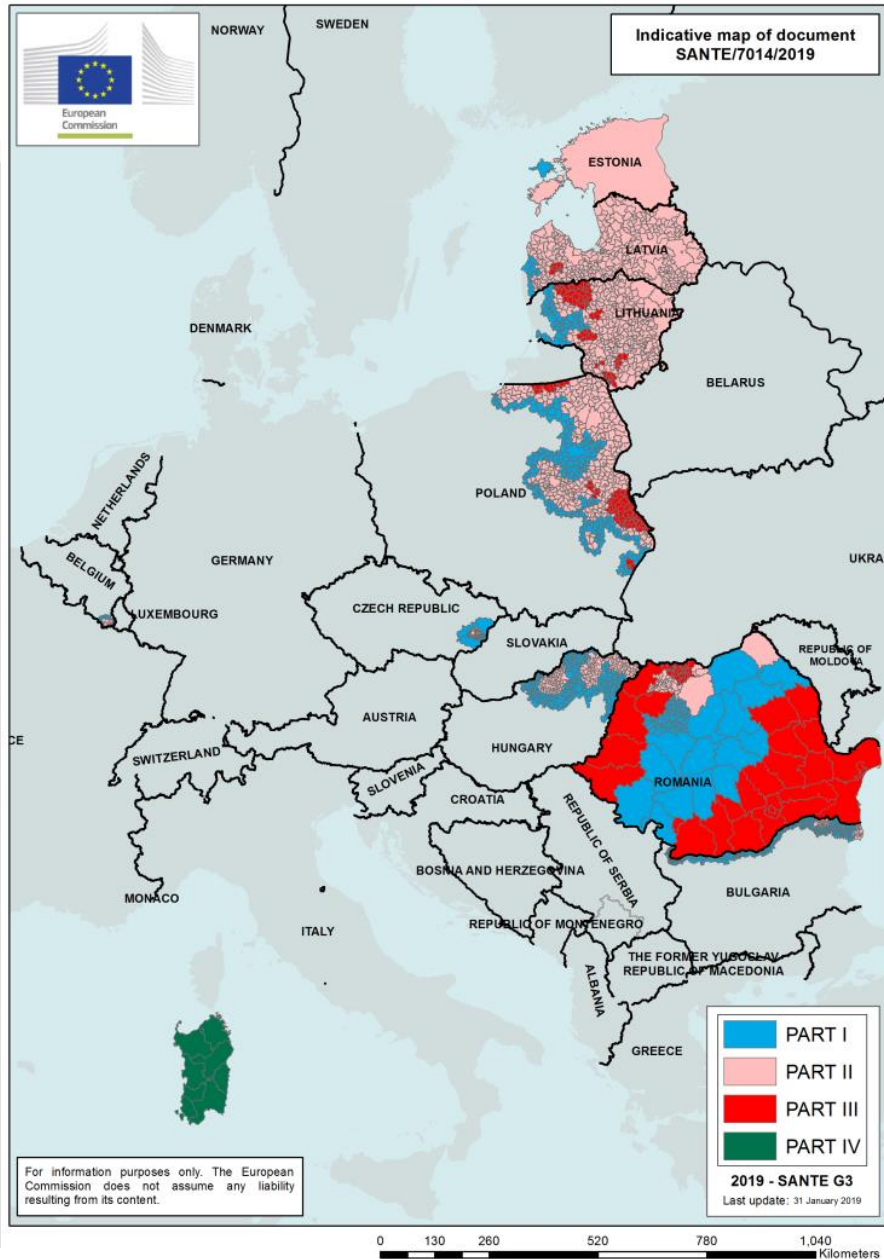 NORWAY
SWEDEN
Indicative map of document
SANTE/7014/2019
European
Commission
ESTONIA
LATVIA
LITHUANIA
DENMARK
BELARUS
NETHERLANDS
POLAND
BELGIUM
GERMANY
UKRA
LUXEMBOURG
CZECH REPUBLIC
SLOVAKIA
REPUBLIC OF
MOLDOVA
AUSTRIA
CE
SWITZERLAND
HUNGARY
SLOVENIA
ROMANIA
CROATIA
REPUBLIC OF SERBIA
BOSNIA AND HERZEGOVINA
MONACO
BULGARIA
ITALY
REPUBLIC OF MONTENEGRO
THE FORMER YUGOSLAV
REPUBLIC OF MACEDONIA
ALBANIA
GREECE
PART I
PART II
PART III
PART IV
2019 - SANTE G3
Last update: 31 January 2019
For information purposes only. The European
Commission does not assume any liability
resulting from its content.
0 130 260 520 780 1,040
Kilometers